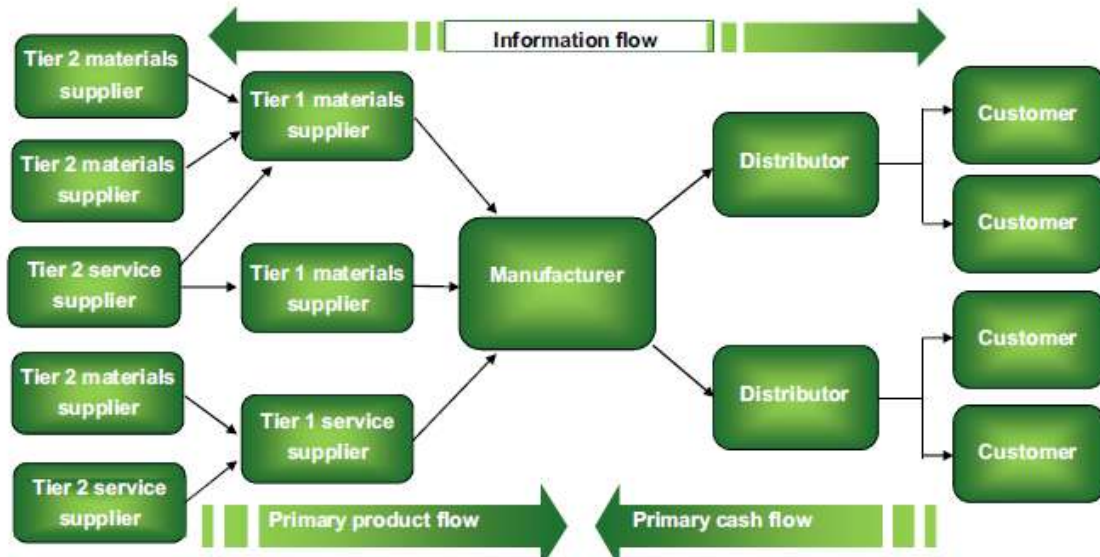 Information flow
Tier 2 materials
supplier
Tier 2 materials
supplier
Tier 2 service
supplier
Tier 2 materials
supplier
Tier 2 service
supplier
Tier 1 materials
supplier
Tier 1 materials
supplier
Tier 1 service
supplier
Manufacturer
Distributor
Distributor
Customer
Customer
Customer
Customer
Primary product flow
Primary cash flow